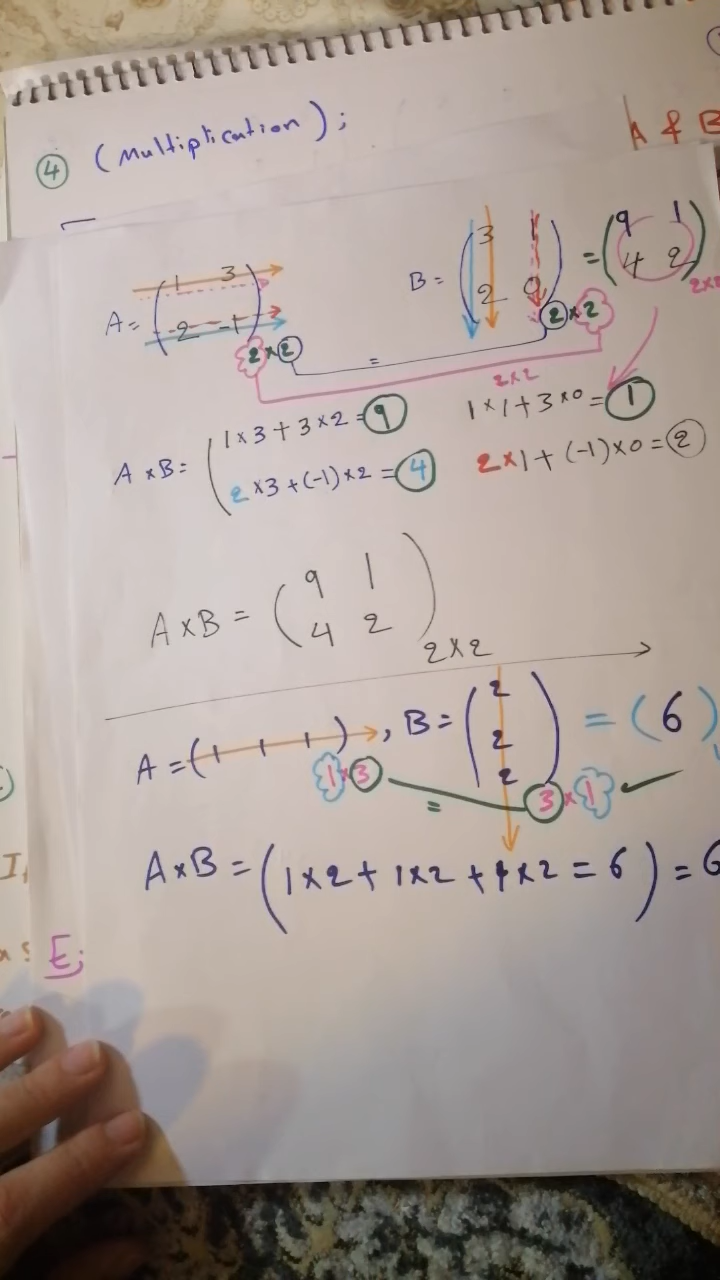 ④ (Multiplication);
A & B
A = ( 1 3
2 -1 ) 2×2
B = ( 3 1
2 0 ) 2×2
= ( 9 1
4 2 )
=
2×2
A×B = ( 1×3+3×2=9 1×1+3×0=1
2×3+(-1)×2=4 2×1+(-1)×0=2
A×B = ( 9 1
4 2 ) 2×2
A = ( 1 1 1 ) 1×3 , B = ( 2
2
2 ) 3×1 = (6)
=
A×B = (1×2+1×2+1×2=6) = 6
E;